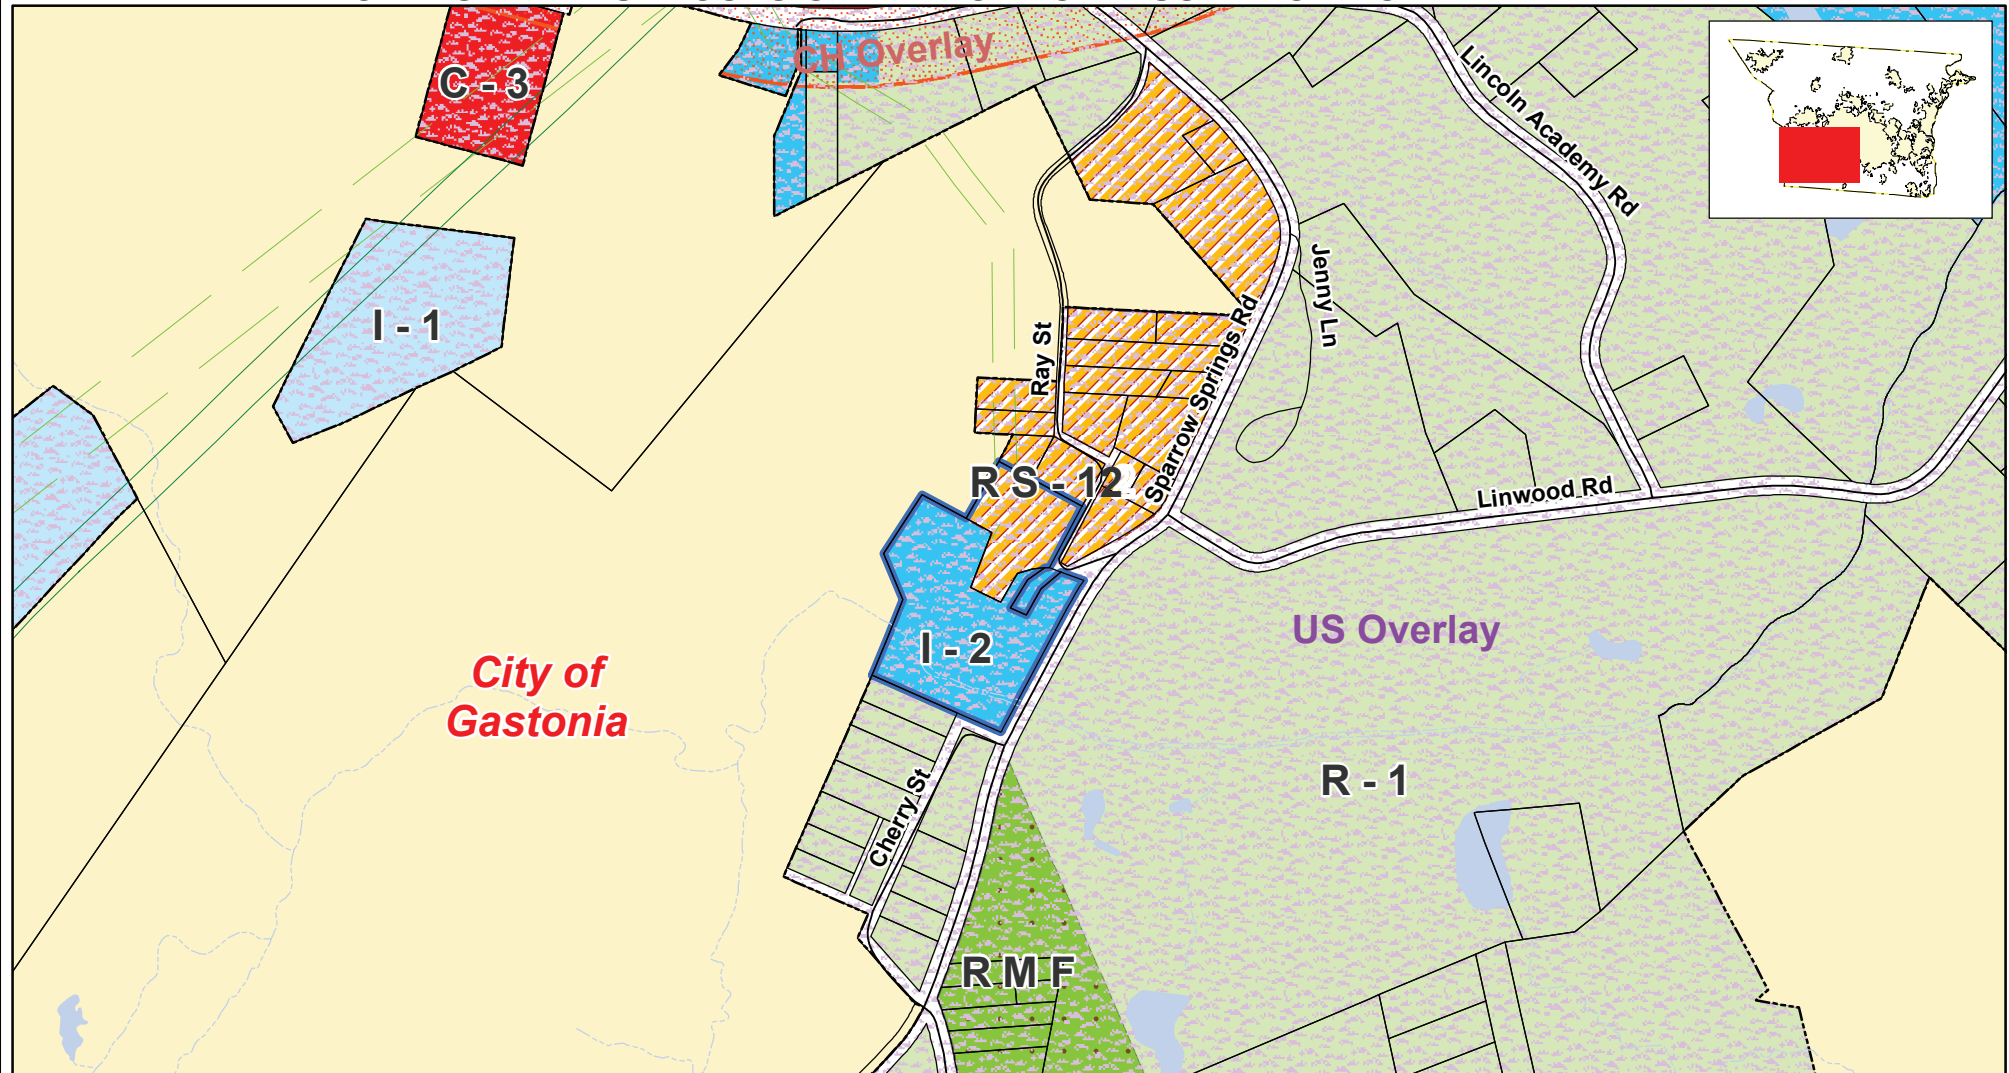 CH Overlay
C - 3
Lincoln Academy Rd
Jenny Ln
I - 1
Ray St
Sparrow Springs Rd
R S - 12
Linwood Rd
US Overlay
I - 2
City of
Gastonia
R - 1
Cherry St
R M F